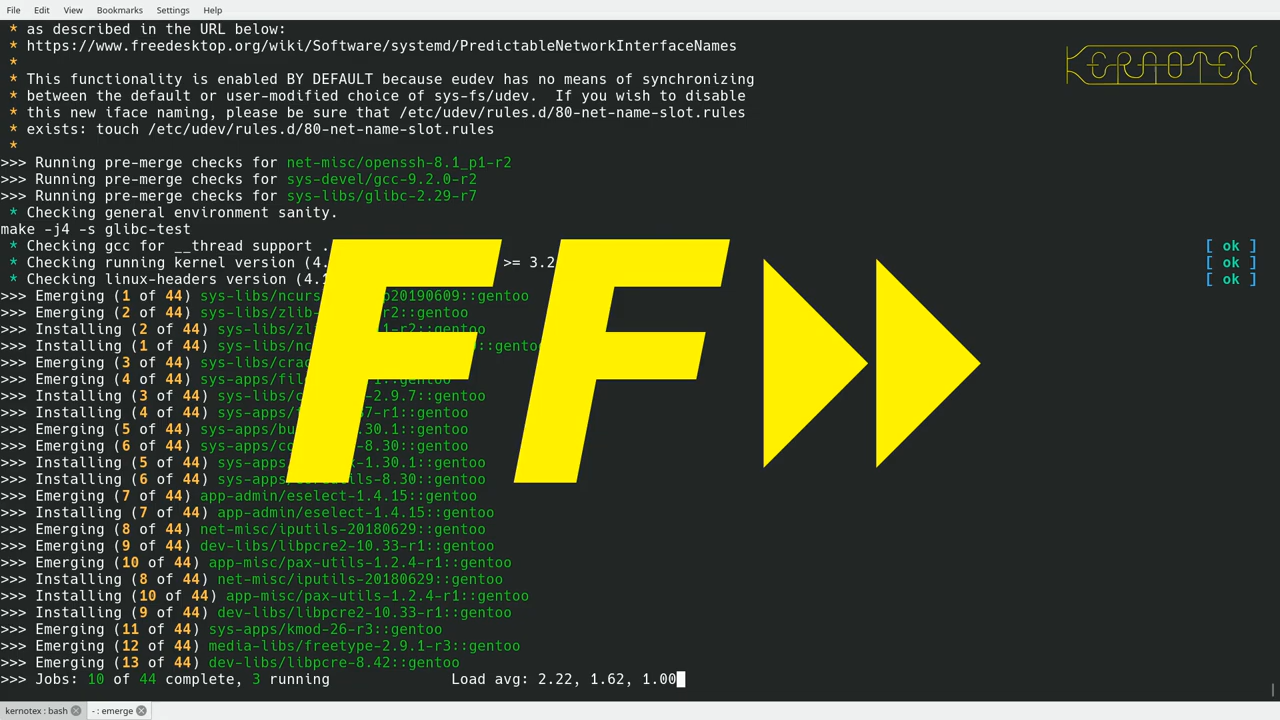 File Edit View Bookmarks Settings Help
* as described in the URL below:
* https://www.freedesktop.org/wiki/Software/systemd/PredictableNetworkInterfaceNames
*
KERNOTEX
* This functionality is enabled BY DEFAULT because eudev has no means of synchronizing
* between the default or user-modified choice of sys-fs/udev.  If you wish to disable
* this new iface naming, please be sure that /etc/udev/rules.d/80-net-name-slot.rules
* exists: touch /etc/udev/rules.d/80-net-name-slot.rules
*
>>> Running pre-merge checks for net-misc/openssh-8.1_p1-r2
>>> Running pre-merge checks for sys-devel/gcc-9.2.0-r2
>>> Running pre-merge checks for sys-libs/glibc-2.29-r7
* Checking general environment sanity.
make -j4 -s glibc-test
* Checking gcc for __thread support . [ ok ]
* Checking running kernel version (4. >= 3.2 [ ok ]
* Checking linux-headers version (4. [ ok ]
FF
>>> Emerging (1 of 44) sys-libs/ncurs 20190609::gentoo
>>> Emerging (2 of 44) sys-libs/zlib- r2::gentoo
>>> Installing (2 of 44) sys-libs/zl 1-r2::gentoo
>>> Installing (1 of 44) sys-libs/nc ::gentoo
>>> Emerging (3 of 44) sys-libs/crac
>>> Emerging (4 of 44) sys-apps/fil
>>> Installing (3 of 44) sys-libs/c -2.9.7::gentoo
>>> Installing (4 of 44) sys-apps/f 7-r1::gentoo
>>> Emerging (5 of 44) sys-apps/bu .30.1::gentoo
>>> Emerging (6 of 44) sys-apps/co -8.30::gentoo
>>> Installing (5 of 44) sys-apps -1.30.1::gentoo
>>> Installing (6 of 44) sys-ap ils-8.30::gentoo
>>> Emerging (7 of 44) app-admin/eselect-1.4.15::gentoo
>>> Installing (7 of 44) app-admin/eselect-1.4.15::gentoo
>>> Emerging (8 of 44) net-misc/iputils-20180629::gentoo
>>> Emerging (9 of 44) dev-libs/libpcre2-10.33-r1::gentoo
>>> Emerging (10 of 44) app-misc/pax-utils-1.2.4-r1::gentoo
>>> Installing (8 of 44) net-misc/iputils-20180629::gentoo
>>> Installing (10 of 44) app-misc/pax-utils-1.2.4-r1::gentoo
>>> Installing (9 of 44) dev-libs/libpcre2-10.33-r1::gentoo
>>> Emerging (11 of 44) sys-apps/kmod-26-r3::gentoo
>>> Emerging (12 of 44) media-libs/freetype-2.9.1-r3::gentoo
>>> Emerging (13 of 44) dev-libs/libpcre-8.42::gentoo
>>> Jobs: 10 of 44 complete, 3 running Load avg: 2.22, 1.62, 1.00
kernotex : bash - : emerge